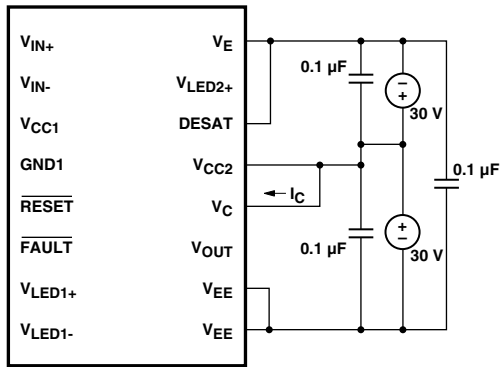 V_IN+ V_E
V_IN- V_LED2+
V_CC1 DESAT
GND1 V_CC2
RESET V_C
FAULT V_OUT
V_LED1+ V_EE
V_LED1- V_EE
I_C
0.1 µF
30 V
0.1 µF
0.1 µF
30 V